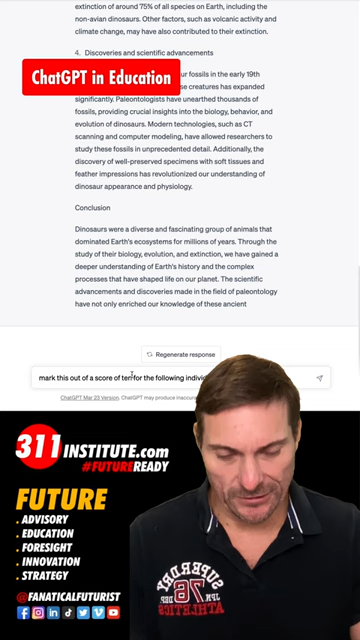 extinction of around 75% of all species on Earth, including the
non-avian dinosaurs. Other factors, such as volcanic activity and
climate change, may have also contributed to their extinction.
4. Discoveries and scientific advancements
ChatGPT in Education
ur fossils in the early 19th
se creatures has expanded
significantly. Paleontologists have unearthed thousands of
fossils, providing crucial insights into the biology, behavior, and
evolution of dinosaurs. Modern technologies, such as CT
scanning and computer modeling, have allowed researchers to
study these fossils in unprecedented detail. Additionally, the
discovery of well-preserved specimens with soft tissues and
feather impressions has revolutionized our understanding of
dinosaur appearance and physiology.
Conclusion
Dinosaurs were a diverse and fascinating group of animals that
dominated Earth's ecosystems for millions of years. Through the
study of their biology, evolution, and extinction, we have gained a
deeper understanding of Earth's history and the complex
processes that have shaped life on our planet. The scientific
advancements and discoveries made in the field of paleontology
have not only enriched our knowledge of these ancient
Regenerate response
mark this out of a score of ten for the following individ
ChatGPT Mar 23 Version. ChatGPT may produce inaccu
311 INSTITUTE.com
#FUTUREREADY
FUTURE
. ADVISORY
. EDUCATION
. FORESIGHT
. INNOVATION
. STRATEGY
@FANATICALFUTURIST
SUPERDRY
76
ATHLETICS